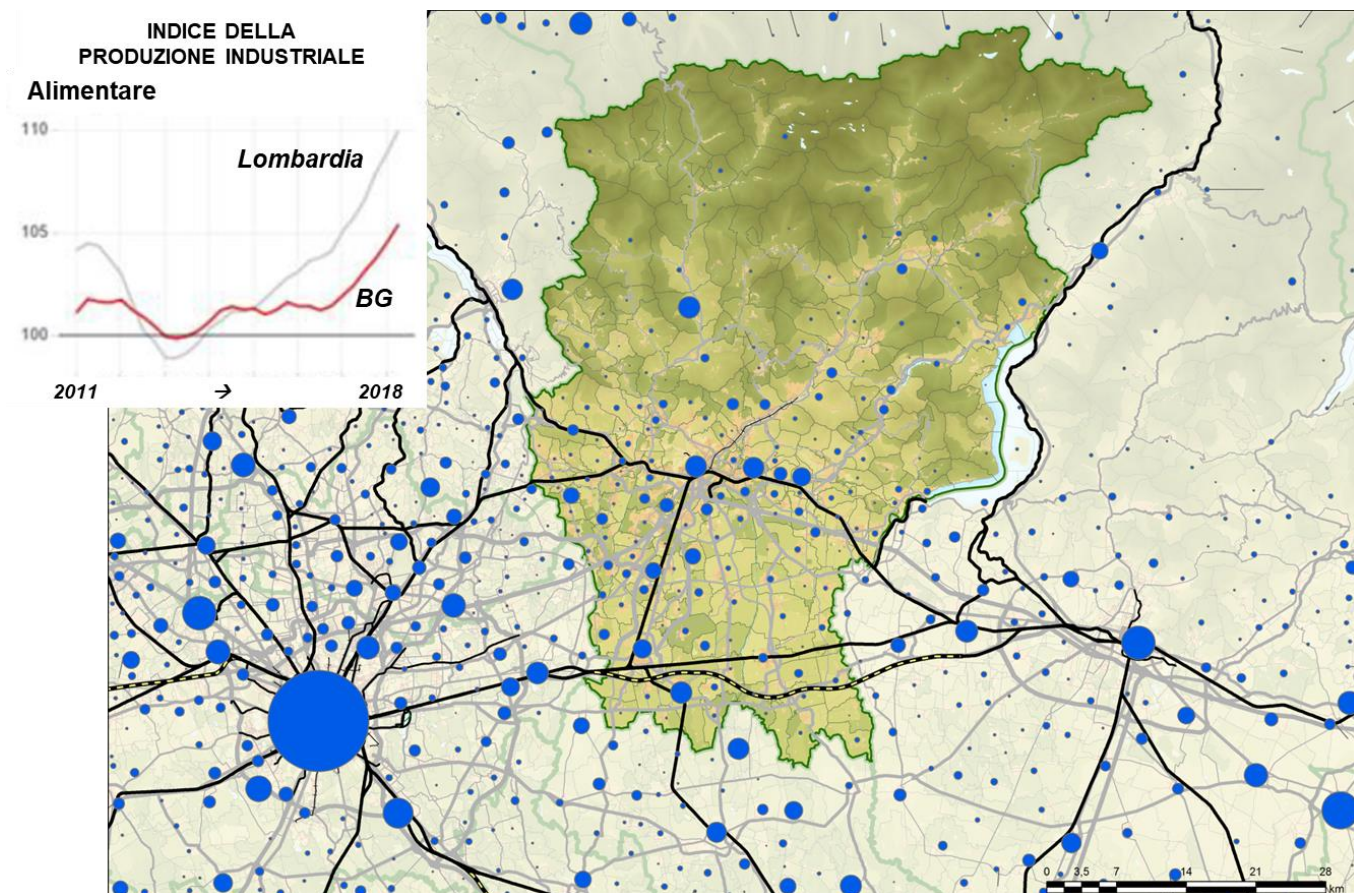 INDICE DELLA
PRODUZIONE INDUSTRIALE
Alimentare
110
Lombardia
105
BG
100
2011 → 2018
0 3,5 7 14 21 28
km